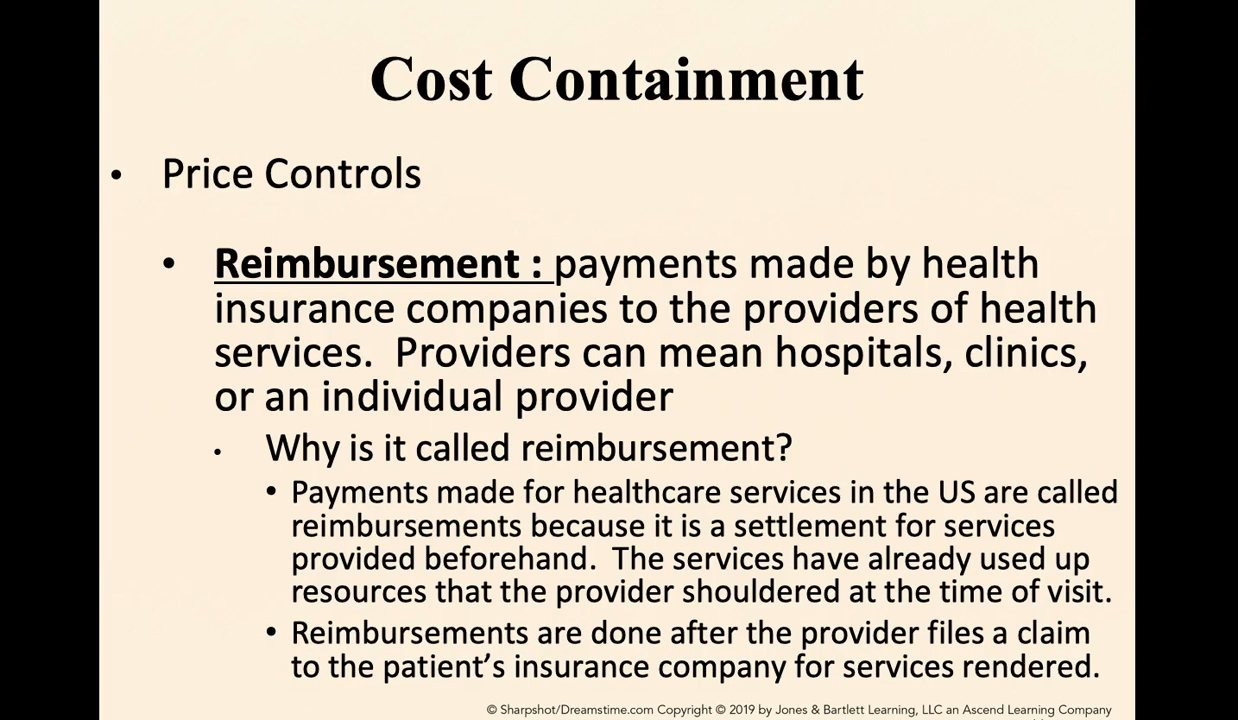 Cost Containment
• Price Controls
• Reimbursement : payments made by health
insurance companies to the providers of health
services.  Providers can mean hospitals, clinics,
or an individual provider
• Why is it called reimbursement?
• Payments made for healthcare services in the US are called
reimbursements because it is a settlement for services
provided beforehand.  The services have already used up
resources that the provider shouldered at the time of visit.
• Reimbursements are done after the provider files a claim
to the patient’s insurance company for services rendered.
© Sharpshot/Dreamstime.com Copyright © 2019 by Jones & Bartlett Learning, LLC an Ascend Learning Company